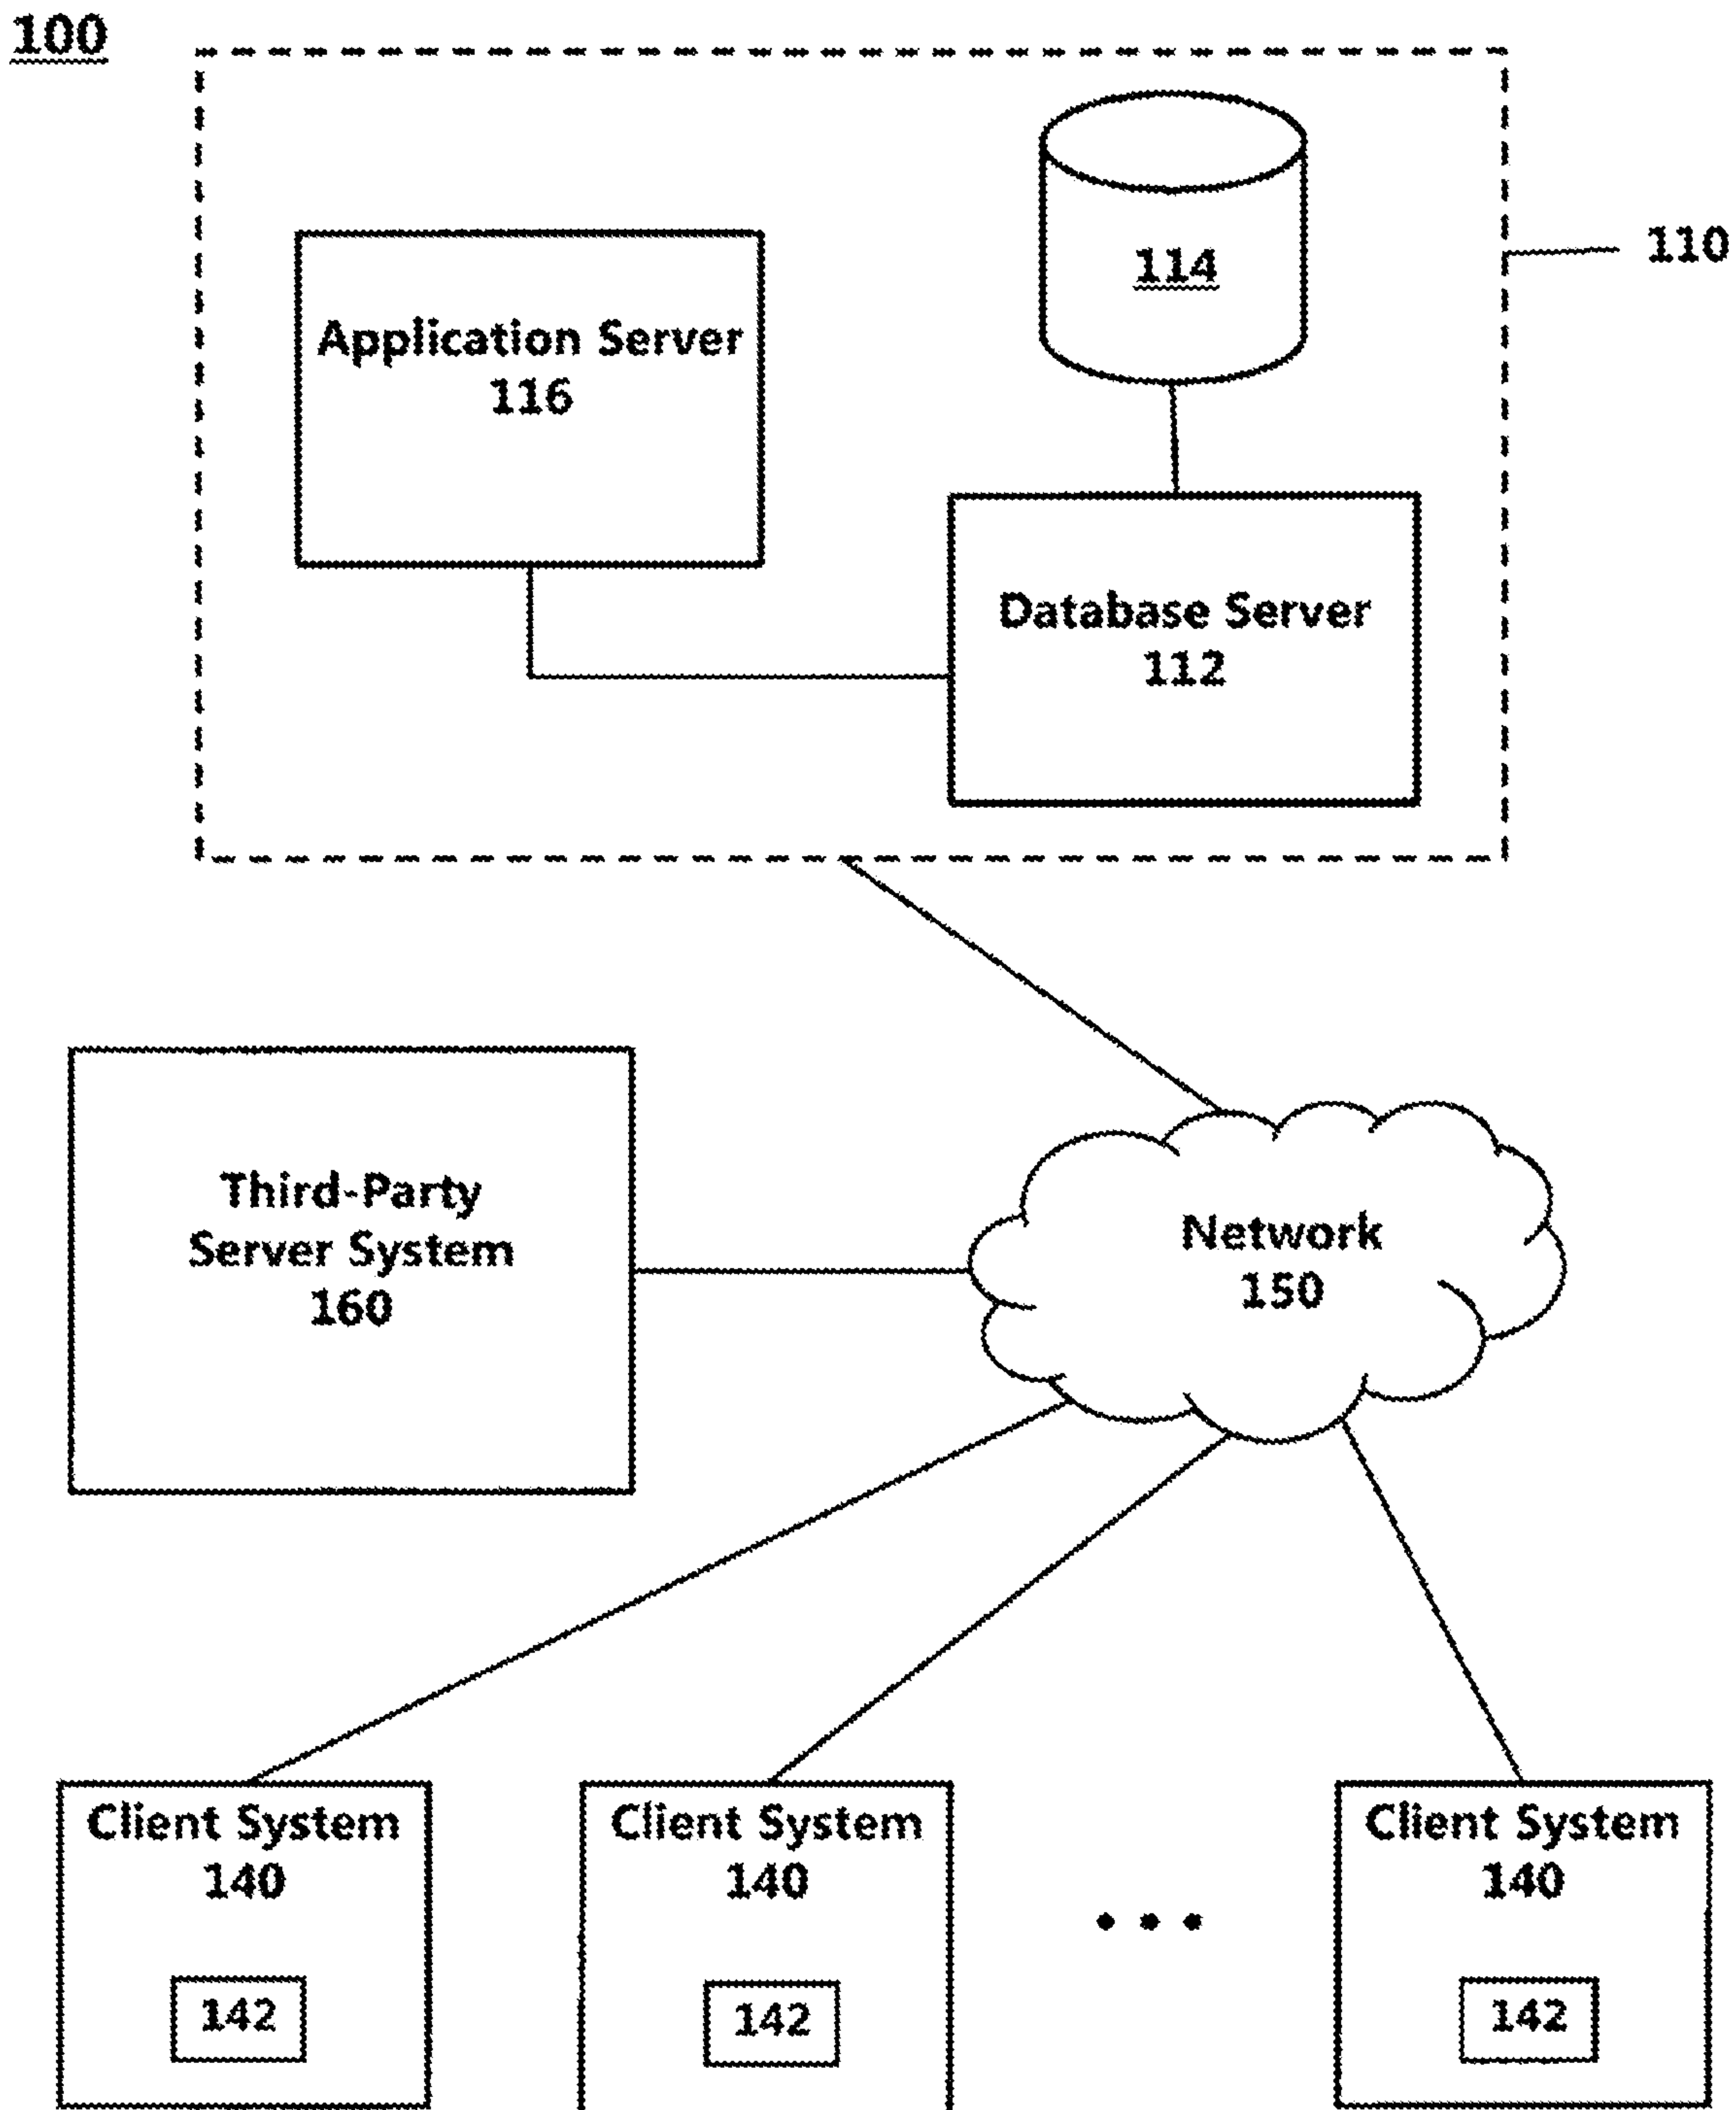 100
114
110
Application Server
116
Database Server
112
Third-Party
Server System
160
Network
150
Client System
140
142
Client System
140
142
• • •
Client System
140
142